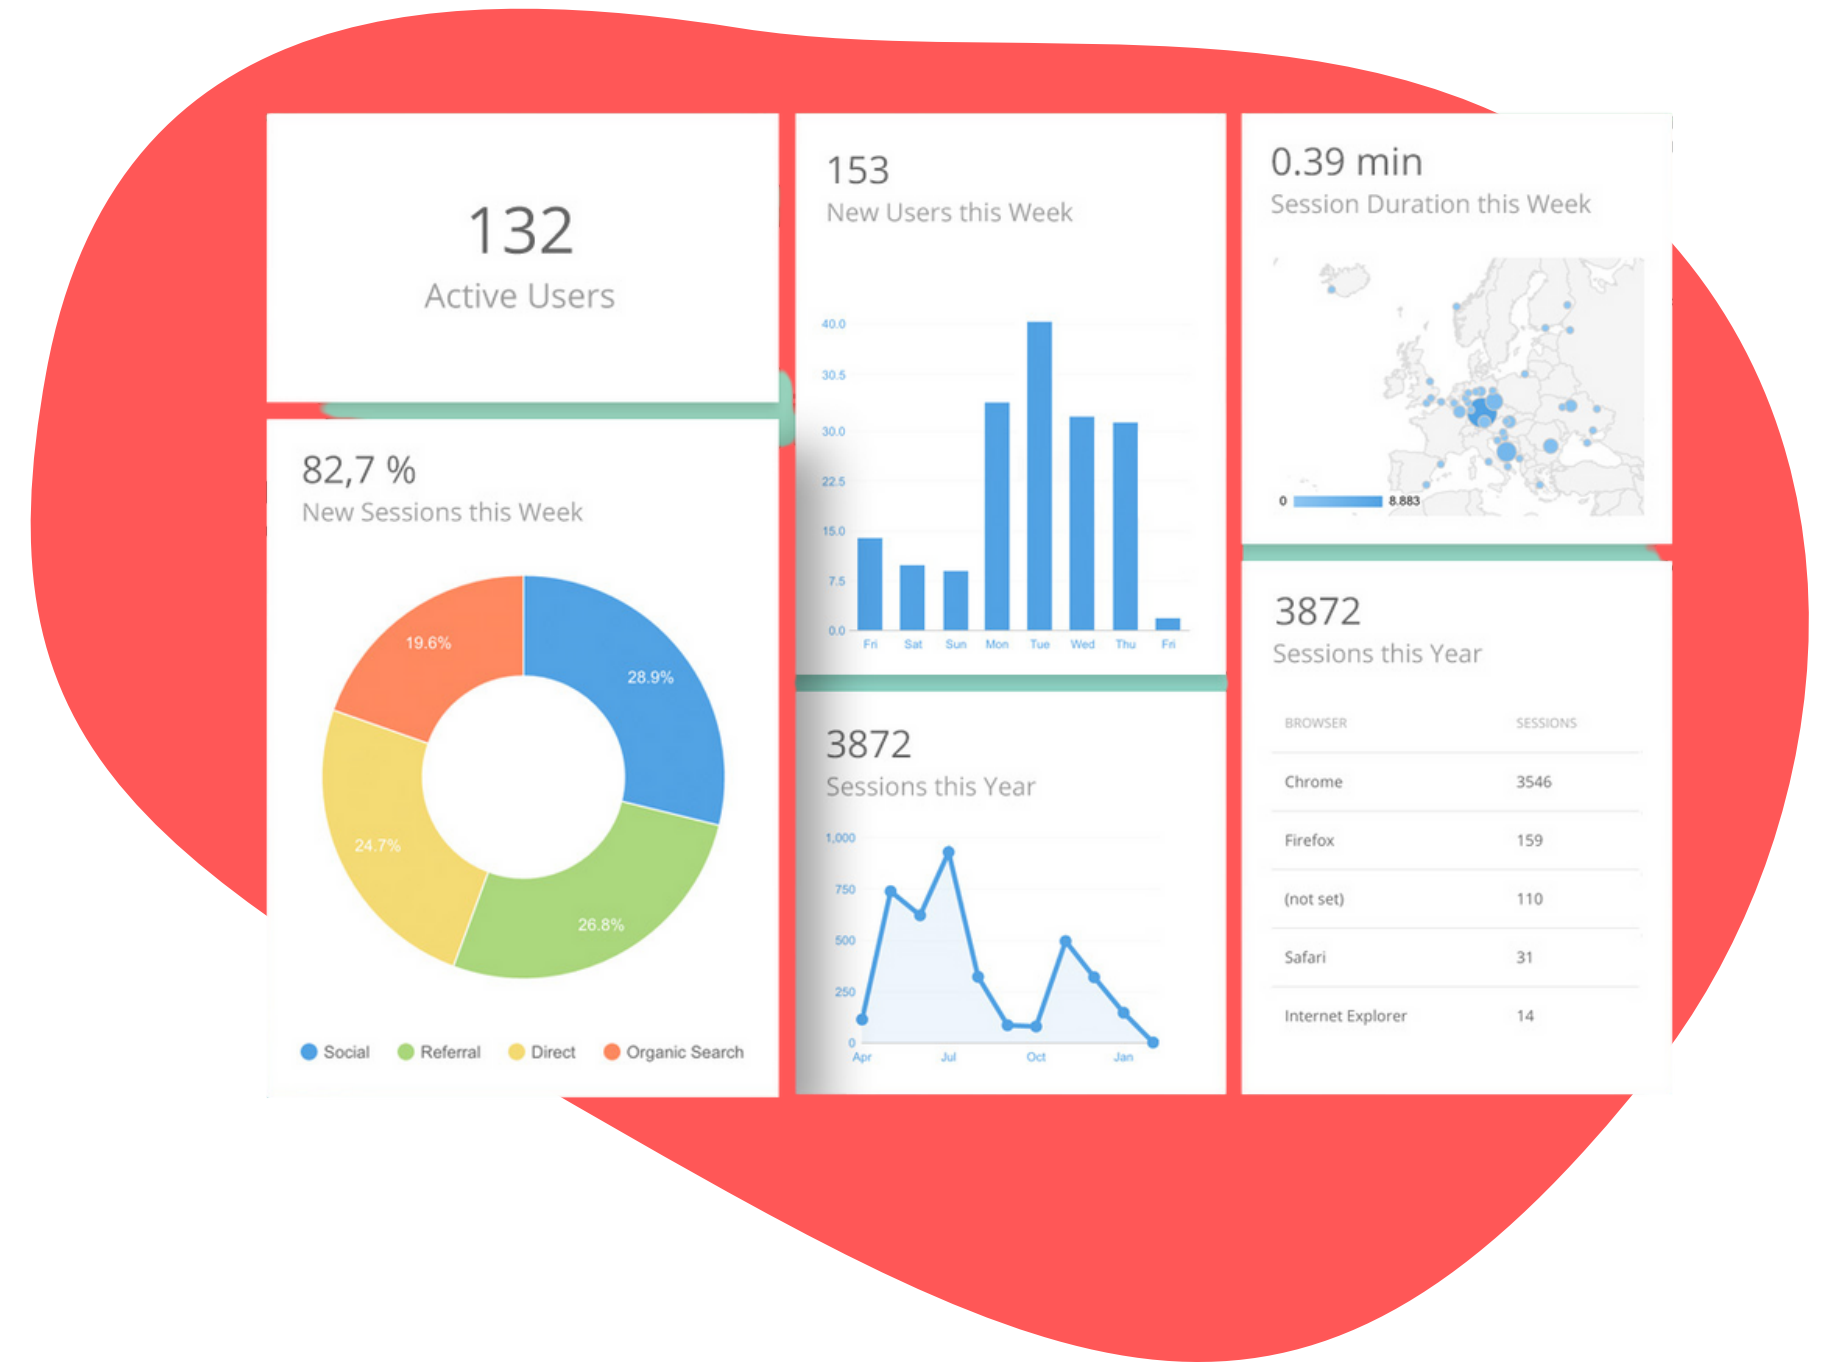 132
Active Users
82,7 %
New Sessions this Week
19.6%
28.9%
24.7%
26.8%
Social Referral Direct Organic Search
153
New Users this Week
40.0
30.5
30.0
22.5
15.0
7.5
0.0
Fri Sat Sun Mon Tue Wed Thu Fri
3872
Sessions this Year
1,000
750
500
250
0
Apr Jul Oct Jan
0.39 min
Session Duration this Week
0 8.883
3872
Sessions this Year
BROWSER SESSIONS
Chrome 3546
Firefox 159
(not set) 110
Safari 31
Internet Explorer 14